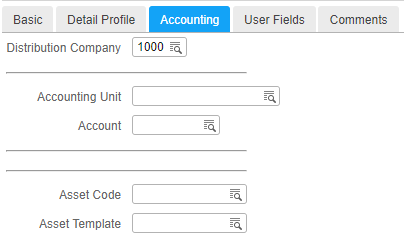 Basic Detail Profile Accounting User Fields Comments
Distribution Company 1000
Accounting Unit
Account
Asset Code
Asset Template